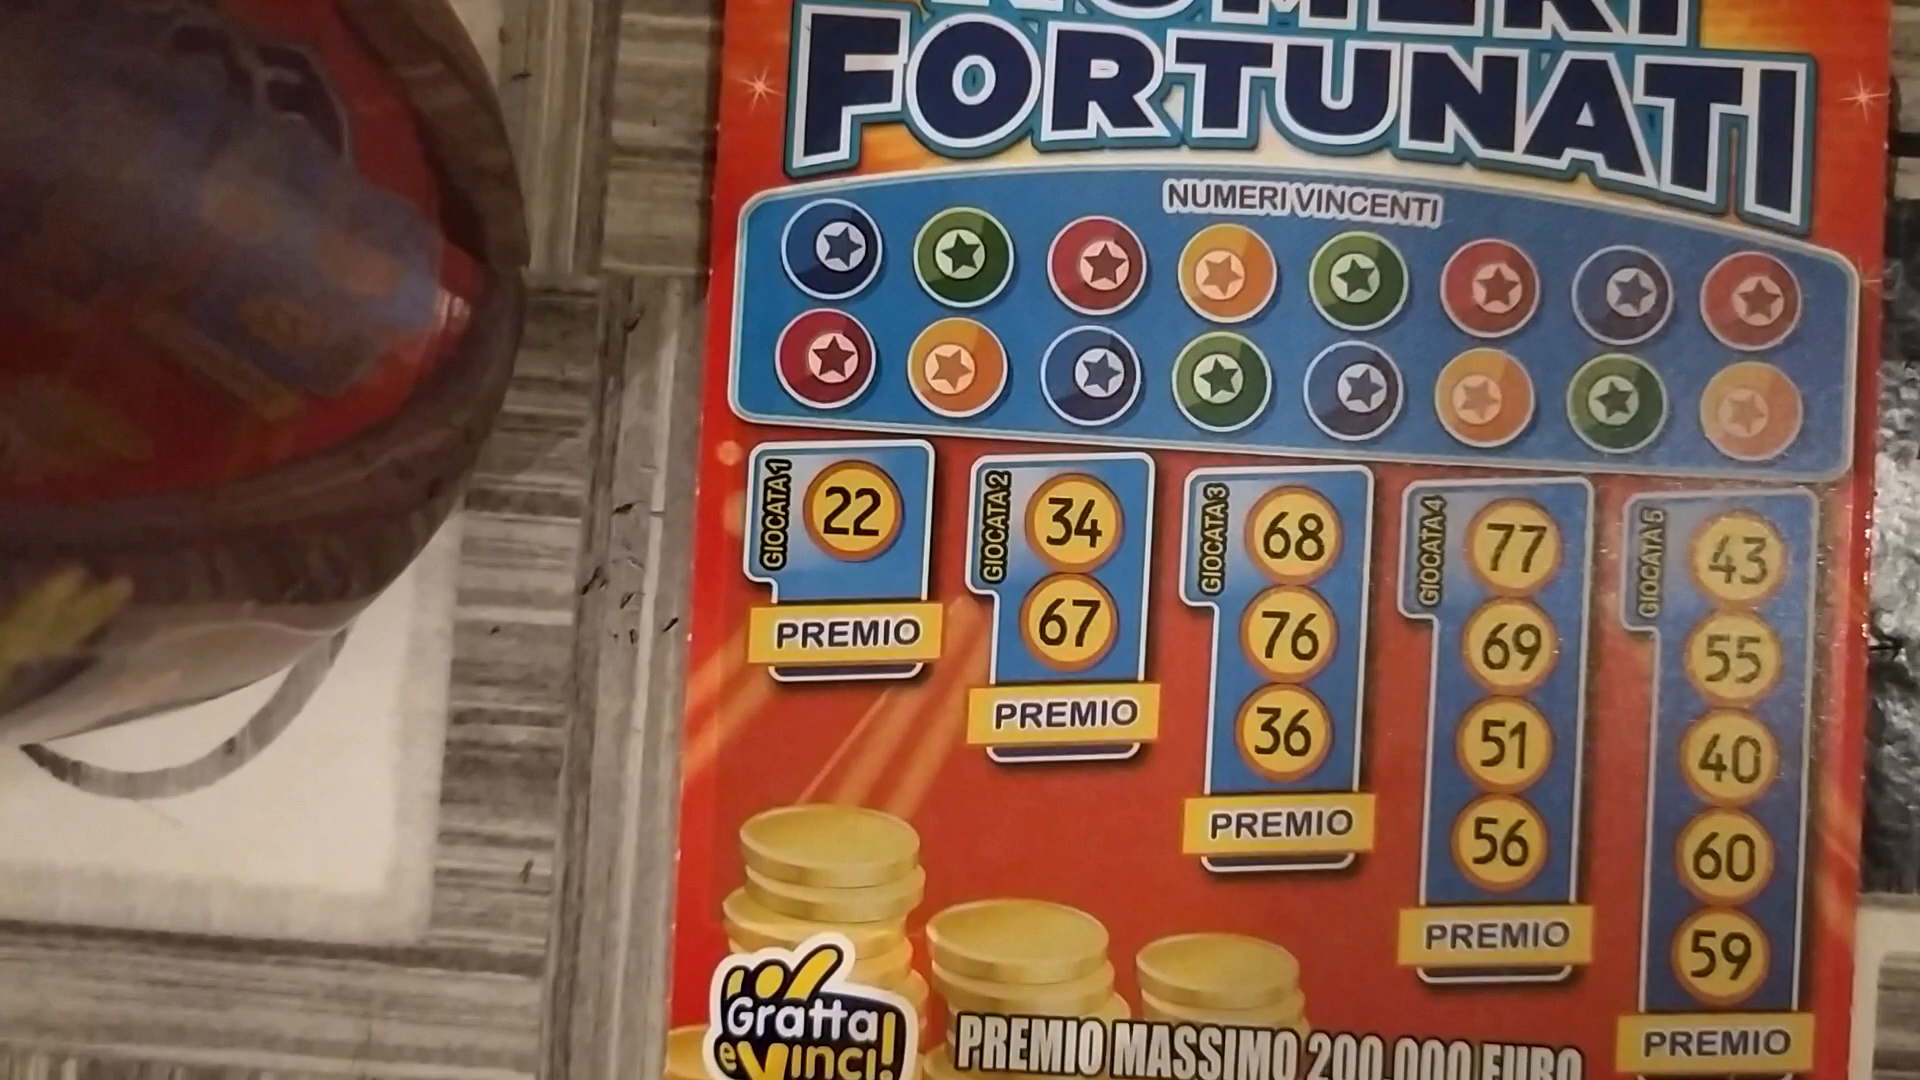 NUMERI
FORTUNATI
NUMERI VINCENTI
GIOCATA 1
22
PREMIO
GIOCATA 2
34
67
PREMIO
GIOCATA 3
68
76
36
PREMIO
GIOCATA 4
77
69
51
56
PREMIO
GIOCATA 5
43
55
40
60
59
PREMIO
Gratta
e Vinci!
PREMIO MASSIMO 200.000 EURO